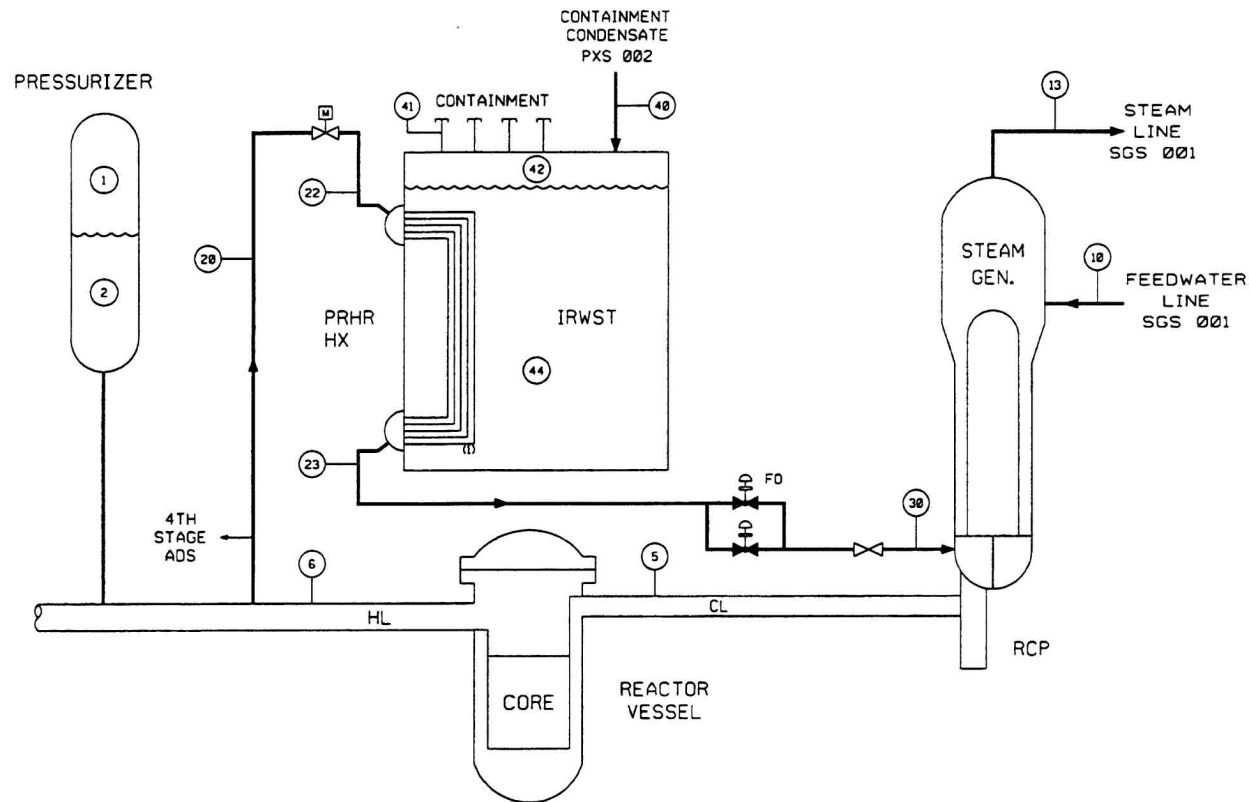 CONTAINMENT
CONDENSATE
PXS 002
PRESSURIZER
41
CONTAINMENT
40
13
STEAM
LINE
SGS 001
M
1
42
22
20
STEAM
GEN.
10
FEEDWATER
LINE
SGS 001
2
PRHR
HX
IRWST
44
23
FO
30
4TH
STAGE
ADS
6
5
HL
CL
RCP
CORE
REACTOR
VESSEL